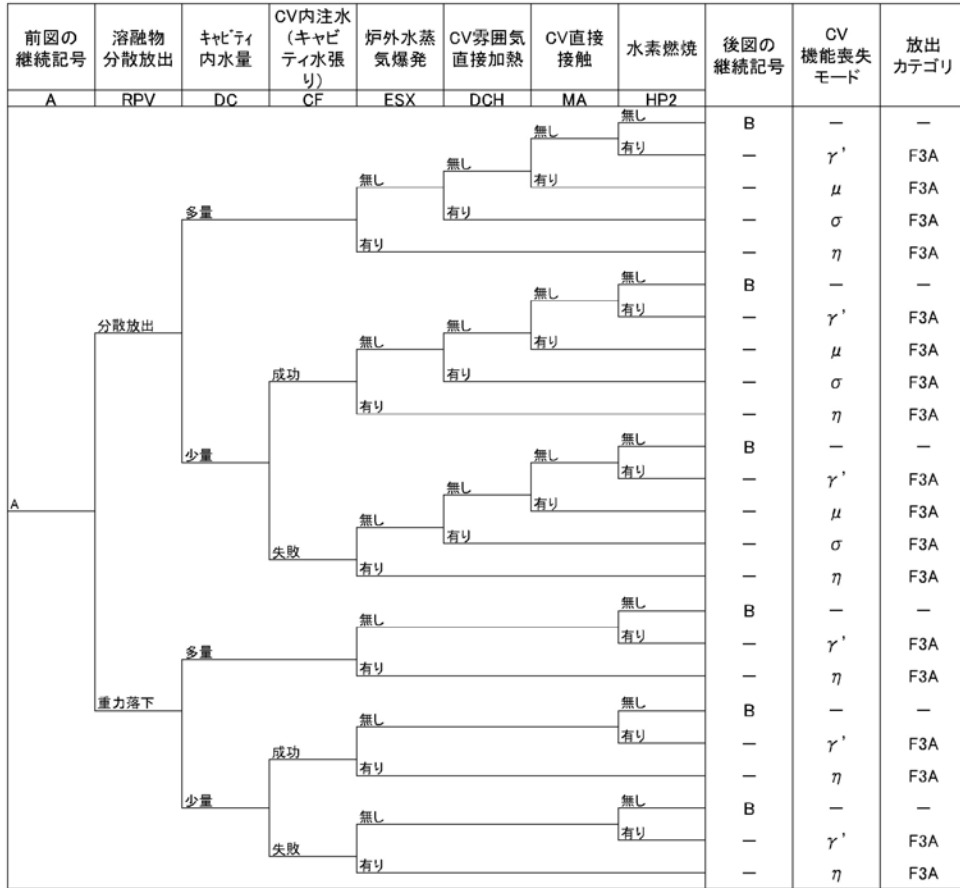 前図の
継続記号
溶融物
分散放出
ｷｬﾋﾞﾃｨ
内水量
CV内注水
(キャビ
ティ水張
り)
炉外水蒸
気爆発
CV雰囲気
直接加熱
CV直接
接触
水素燃焼
後図の
継続記号
CV
機能喪失
モード
放出
カテゴリ
A RPV DC CF ESX DCH MA HP2
無し B － －
無し
有り － γ' F3A
無し
無し 有り － μ F3A
多量 有り － σ F3A
有り － η F3A
無し B － －
無し
分散放出 有り － γ' F3A
無し
無し 有り － μ F3A
成功 有り － σ F3A
有り － η F3A
無し B － －
少量 無し
有り － γ' F3A
無し
A 有り － μ F3A
無し
失敗 有り － σ F3A
有り － η F3A
無し B － －
無し
有り － γ' F3A
多量
有り － η F3A
重力落下 無し B － －
無し
有り － γ' F3A
成功
有り － η F3A
少量 無し B － －
無し
有り － γ' F3A
失敗
有り － η F3A